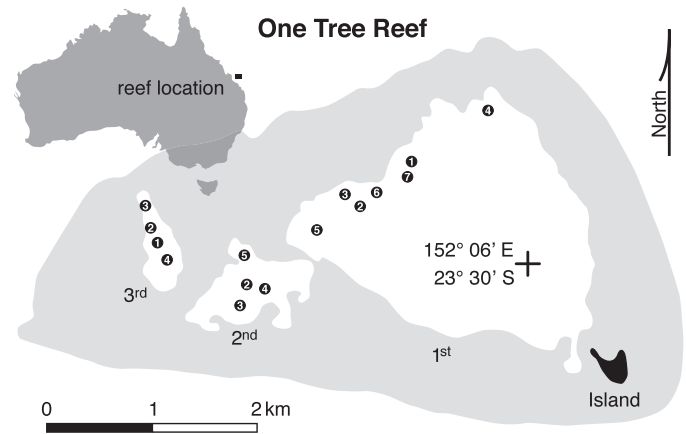 One Tree Reef
reef location
North
4
1
7
3
6
2
5
3
2
1
4
5
2
4
3
152° 06' E
23° 30' S
3rd
2nd
1st
Island
0 1 2 km